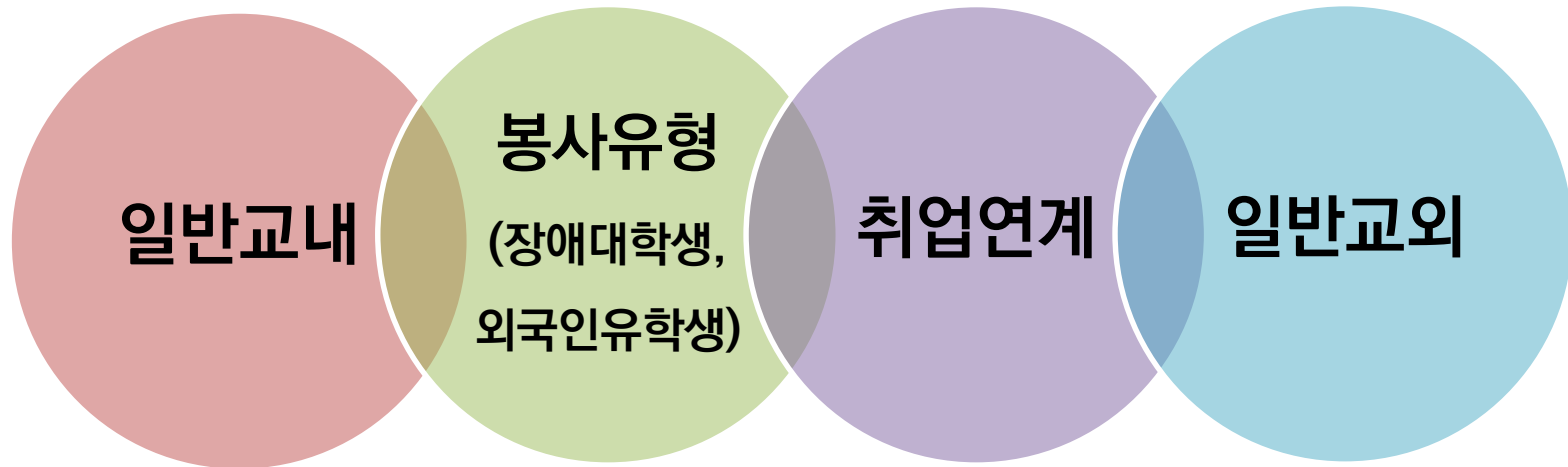 일반교내
봉사유형
(장애대학생,
외국인유학생)
취업연계
일반교외